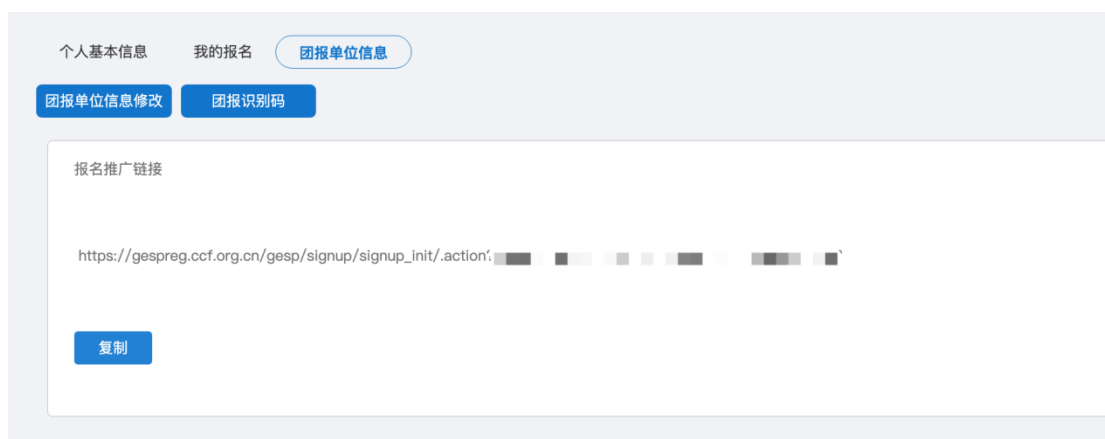 个人基本信息 我的报名 团报单位信息
团报单位信息修改 团报识别码
报名推广链接
https://gespreg.ccf.org.cn/gesp/signup/signup_init/.action
复制